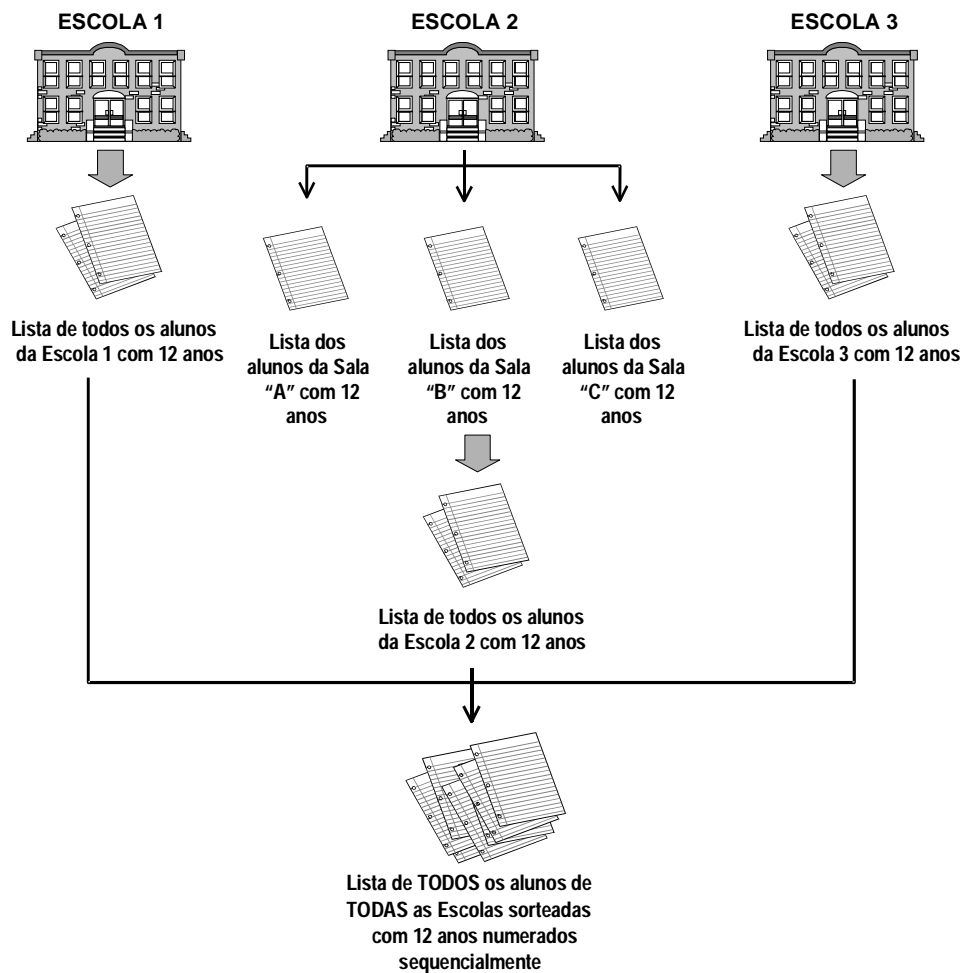 ESCOLA 1
ESCOLA 2
ESCOLA 3
Lista de todos os alunos
da Escola 1 com 12 anos
Lista dos
alunos da Sala
“A” com 12
anos
Lista dos
alunos da Sala
“B” com 12
anos
Lista dos
alunos da Sala
“C” com 12
anos
Lista de todos os alunos
da Escola 3 com 12 anos
Lista de todos os alunos
da Escola 2 com 12 anos
Lista de TODOS os alunos de
TODAS as Escolas sorteadas
com 12 anos numerados
sequencialmente